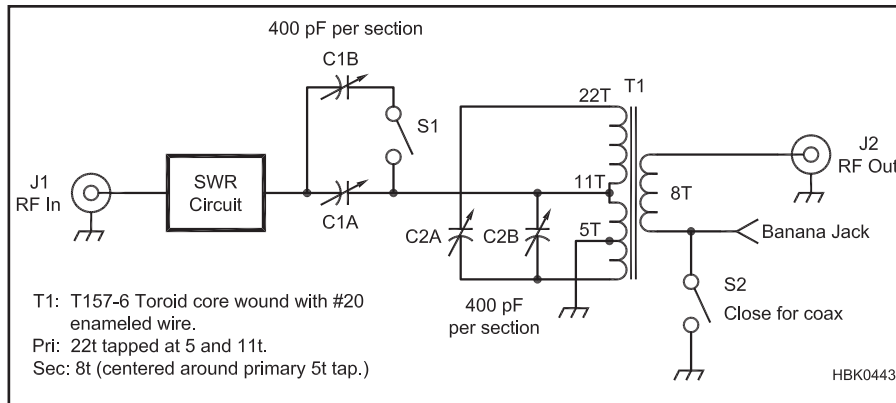 400 pF per section
C1B
S1
T1
22T
J1
RF In
SWR
Circuit
C1A
11T
8T
J2
RF Out
C2A
C2B
5T
Banana Jack
400 pF
per section
S2
Close for coax
T1: T157-6 Toroid core wound with #20
enameled wire.
Pri: 22t tapped at 5 and 11t.
Sec: 8t (centered around primary 5t tap.)
HBK0443